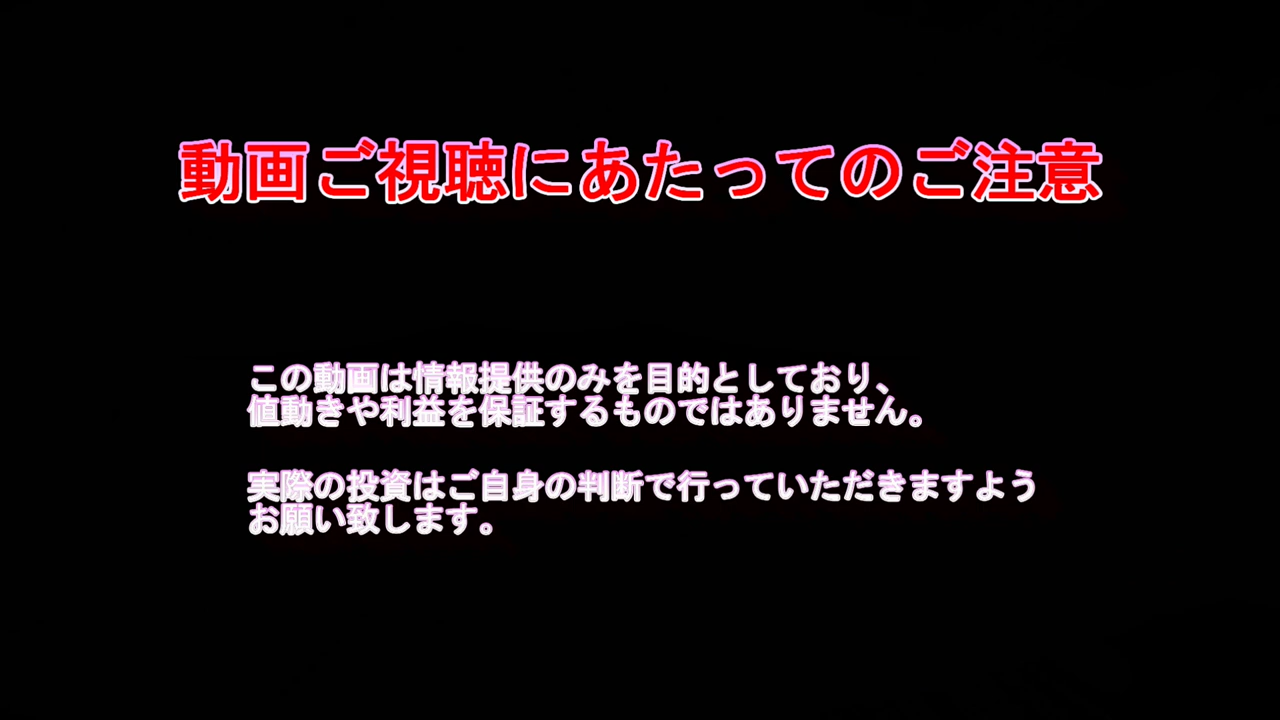 動画ご視聴にあたってのご注意
この動画は情報提供のみを目的としており、
値動きや利益を保証するものではありません。
実際の投資はご自身の判断で行っていただきますよう
お願い致します。